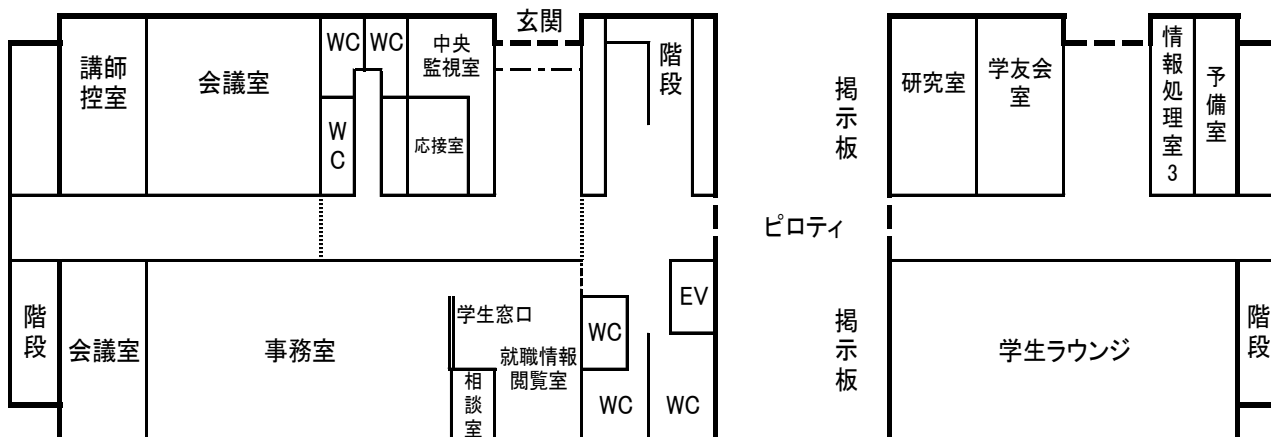 玄関
講師
控室
会議室
WC
WC
中央
監視室
WC
応接室
階段
掲示板
研究室
学友会
室
情報処理室3
予備室
ピロティ
階段
会議室
事務室
学生窓口
就職情報
閲覧室
相談室
WC
EV
WC
WC
掲示板
学生ラウンジ
階段